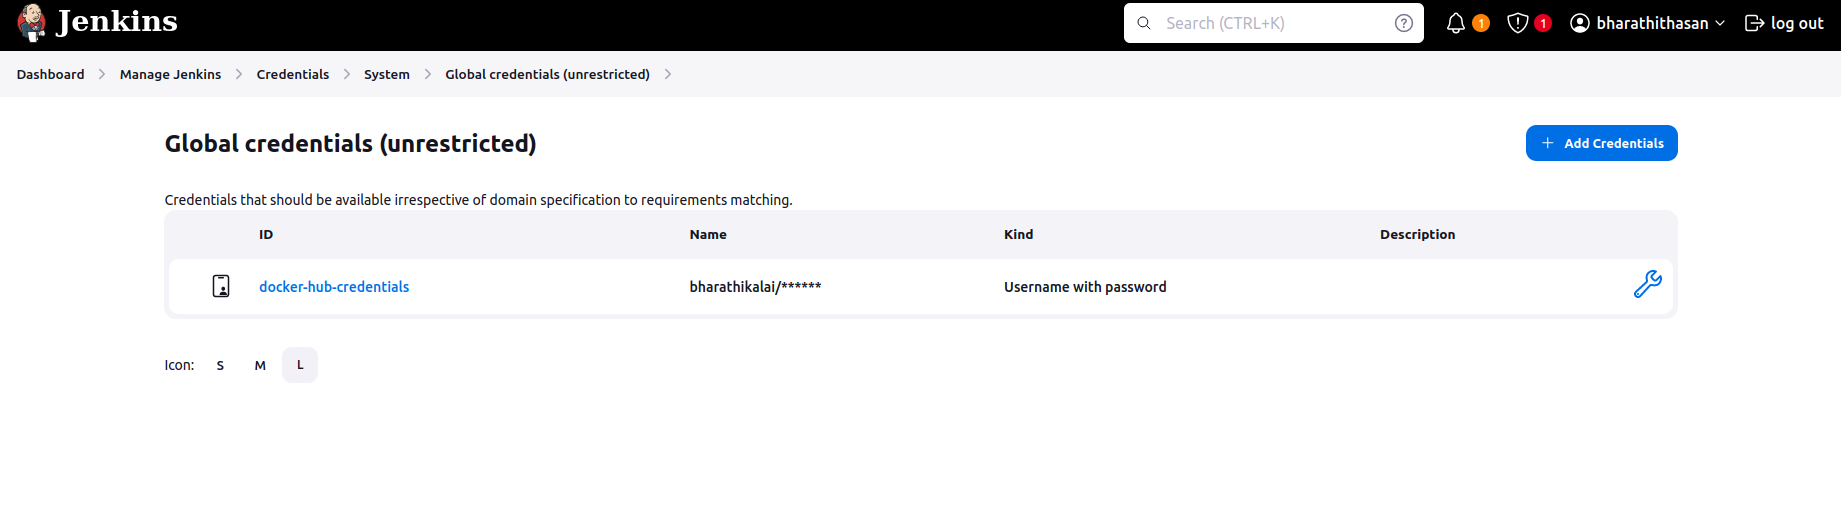 Jenkins
Search (CTRL+K)
?
1
1
bharathithasan
log out
Dashboard
Manage Jenkins
Credentials
System
Global credentials (unrestricted)
Global credentials (unrestricted)
+ Add Credentials
Credentials that should be available irrespective of domain specification to requirements matching.
ID Name Kind Description
docker-hub-credentials bharathikalai/****** Username with password
Icon: S M L